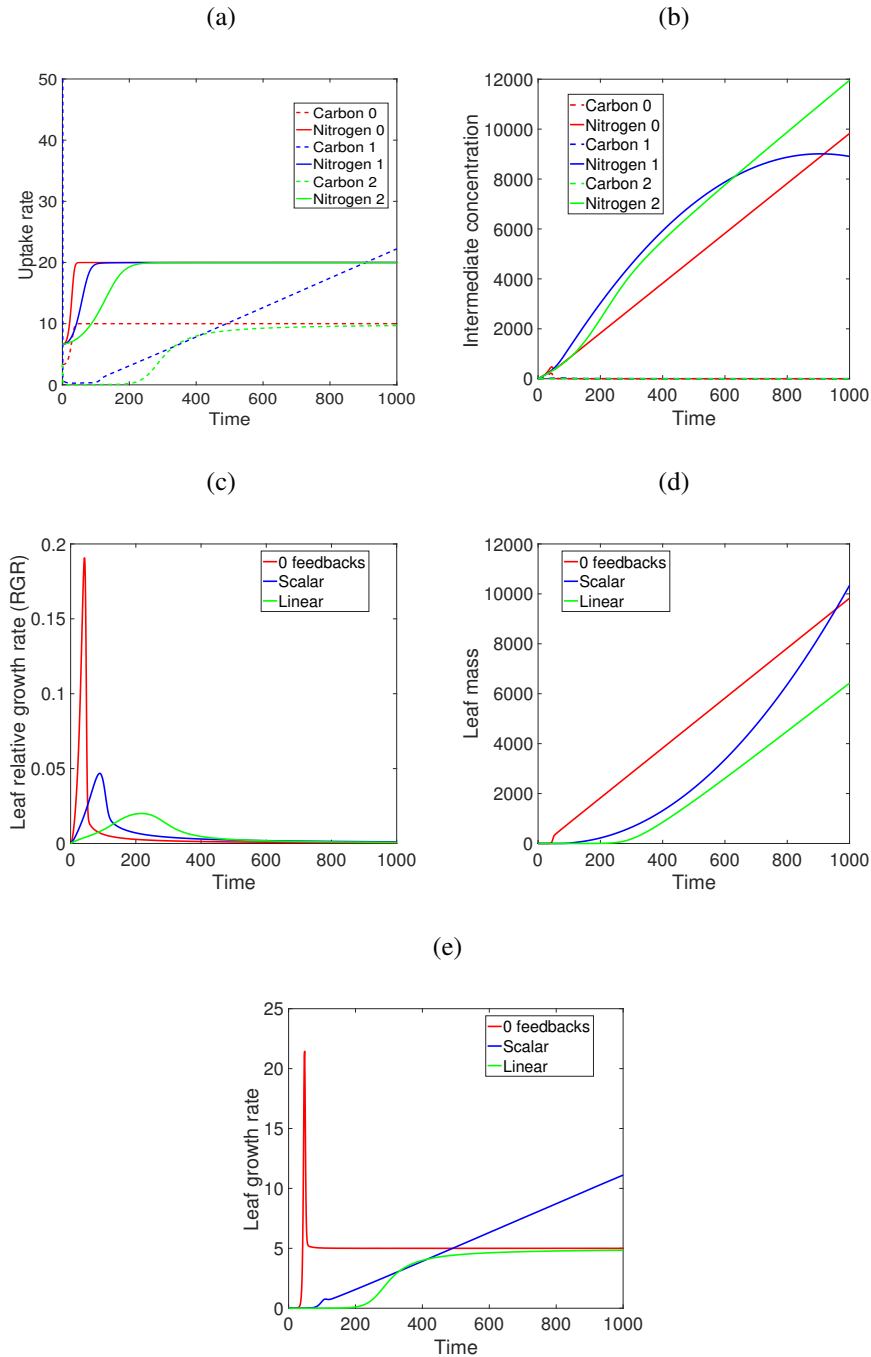 (a)
50
40
30
20
10
0
Uptake rate
0 200 400 600 800 1000
Time
Carbon 0
Nitrogen 0
Carbon 1
Nitrogen 1
Carbon 2
Nitrogen 2
(b)
12000
10000
8000
6000
4000
2000
0
Intermediate concentration
0 200 400 600 800 1000
Time
Carbon 0
Nitrogen 0
Carbon 1
Nitrogen 1
Carbon 2
Nitrogen 2
(c)
0.2
0.15
0.1
0.05
0
Leaf relative growth rate (RGR)
0 200 400 600 800 1000
Time
0 feedbacks
Scalar
Linear
(d)
12000
10000
8000
6000
4000
2000
0
Leaf mass
0 200 400 600 800 1000
Time
0 feedbacks
Scalar
Linear
(e)
25
20
15
10
5
0
Leaf growth rate
0 200 400 600 800 1000
Time
0 feedbacks
Scalar
Linear